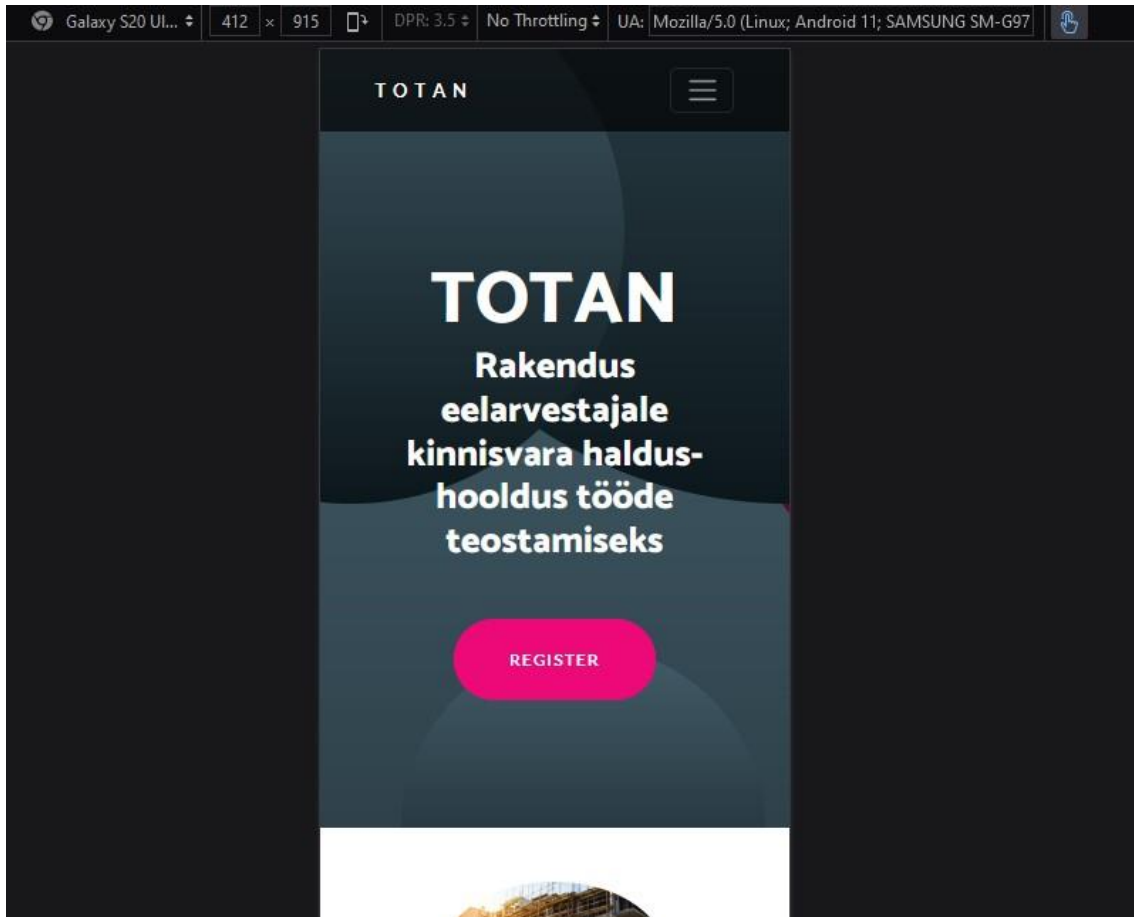 Galaxy S20 Ul... 412 × 915 DPR: 3.5 No Throttling UA: Mozilla/5.0 (Linux; Android 11; SAMSUNG SM-G97
TOTAN
TOTAN
Rakendus
eelarvestajale
kinnisvara haldus-
hooldus tööde
teostamiseks
REGISTER